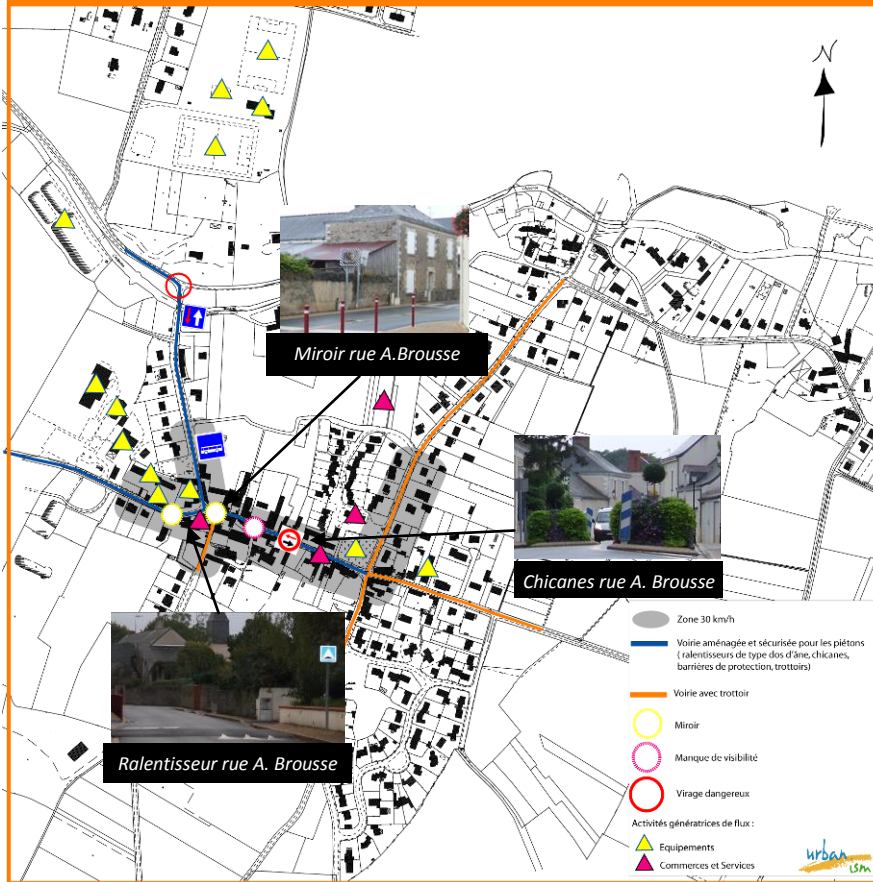 N
Miroir rue A.Brousse
Chicanes rue A. Brousse
Ralentisseur rue A. Brousse
Zone 30 km/h
Voirie aménagée et sécurisée pour les piétons
( ralentisseurs de type dos d'âne, chicanes,
barrières de protection, trottoirs)
Voirie avec trottoir
Miroir
Manque de visibilité
Virage dangereux
Activités génératrices de flux :
Equipements
Commerces et Services
urban
ism